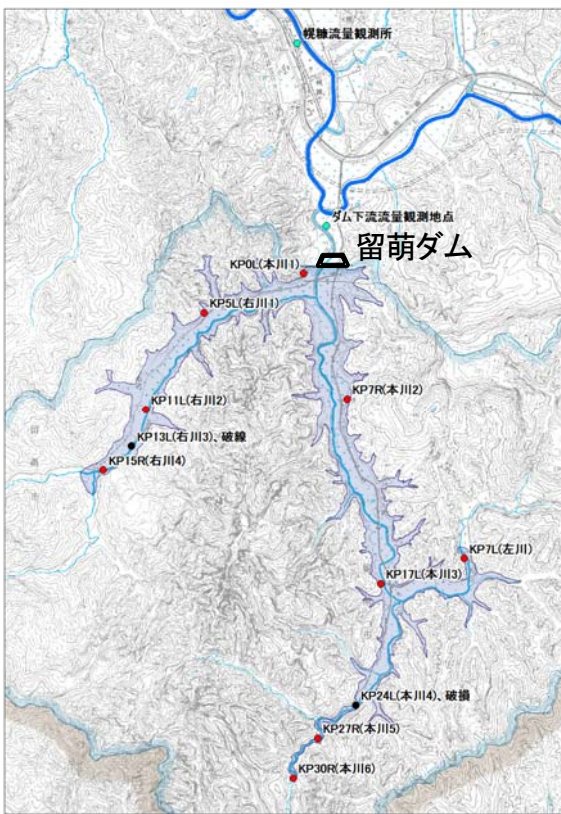 幌糠流量観測所
ダム下流流量観測地点
留萌ダム
KP0L(本川1)
KP5L(右川1)
KP7R(本川2)
KP11L(右川2)
KP13L(右川3)、破線
KP15R(右川4)
KP7L(左川)
KP17L(本川3)
KP24L(本川4)、破損
KP27R(本川5)
KP30R(本川6)